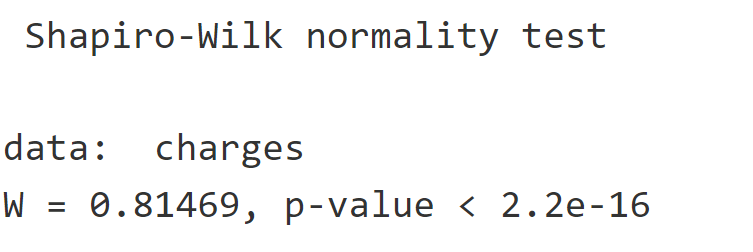 Shapiro-Wilk normality test
data:  charges
W = 0.81469, p-value < 2.2e-16